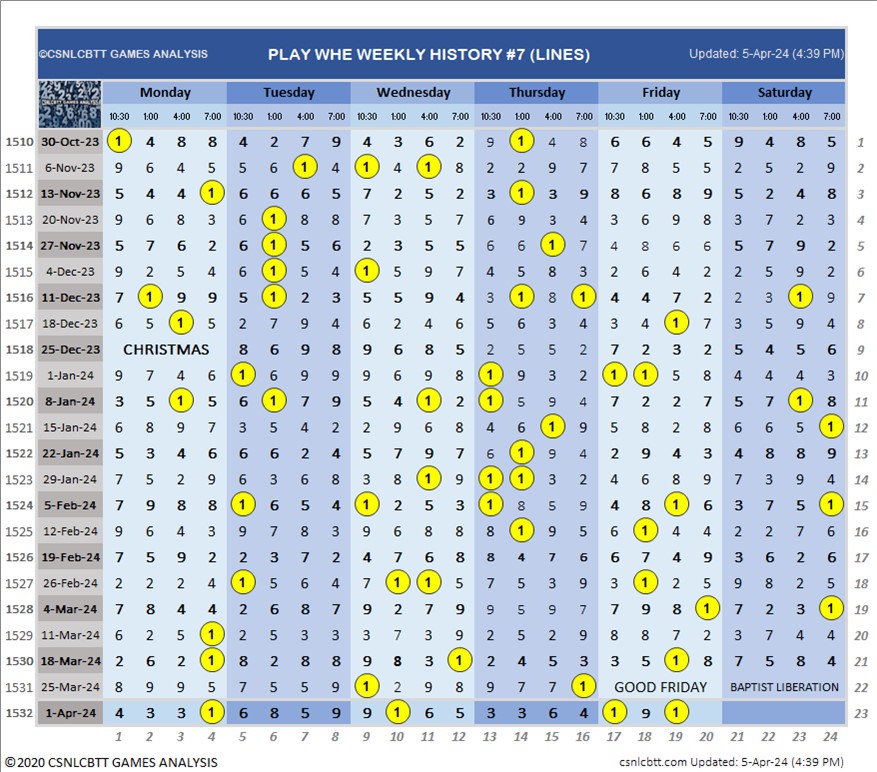 ©CSNLCBTT GAMES ANALYSIS PLAY WHE WEEKLY HISTORY #7 (LINES) Updated: 5-Apr-24 (4:39 PM)
CSNLCBTT GAMES ANALYSIS Monday Tuesday Wednesday Thursday Friday Saturday
10:30 1:00 4:00 7:00 10:30 1:00 4:00 7:00 10:30 1:00 4:00 7:00 10:30 1:00 4:00 7:00 10:30 1:00 4:00 7:00 10:30 1:00 4:00 7:00
1510 30-Oct-23 1 4 8 8 4 2 7 9 4 3 6 2 9 1 4 8 6 6 4 5 9 4 8 5 1
1511 6-Nov-23 9 6 4 5 5 6 1 4 1 4 1 8 2 2 9 7 7 8 5 5 2 5 2 9 2
1512 13-Nov-23 5 4 4 1 6 6 6 5 7 2 5 2 3 1 3 9 8 6 8 9 5 2 4 8 3
1513 20-Nov-23 9 6 8 3 6 1 8 8 7 3 5 7 6 9 3 4 3 6 9 8 3 7 2 3 4
1514 27-Nov-23 5 7 6 2 6 1 5 6 2 3 5 5 6 6 1 7 4 8 6 6 5 7 9 2 5
1515 4-Dec-23 9 2 5 4 6 1 5 4 1 5 9 7 4 5 8 3 2 6 4 2 2 5 9 2 6
1516 11-Dec-23 7 1 9 9 5 1 2 3 5 5 9 4 3 1 8 1 4 4 7 2 2 3 1 9 7
1517 18-Dec-23 6 5 1 5 2 7 9 4 6 2 4 6 5 6 3 4 3 4 1 7 3 5 9 4 8
1518 25-Dec-23 CHRISTMAS 8 6 9 8 9 6 8 5 2 5 5 2 7 2 3 2 5 4 5 6 9
1519 1-Jan-24 9 7 4 6 1 6 9 9 9 6 9 8 1 9 3 2 1 1 5 8 4 4 4 3 10
1520 8-Jan-24 3 5 1 5 6 1 7 9 5 4 1 2 1 5 9 4 7 2 2 7 5 7 1 8 11
1521 15-Jan-24 6 8 9 7 3 5 4 2 2 9 6 8 4 6 1 9 5 8 2 8 6 6 5 1 12
1522 22-Jan-24 5 3 4 6 6 6 2 4 5 7 9 7 6 1 9 4 2 9 4 3 4 8 8 9 13
1523 29-Jan-24 7 5 2 9 6 3 6 8 3 8 1 9 1 1 3 2 4 6 8 9 7 3 9 4 14
1524 5-Feb-24 7 9 8 8 1 6 5 4 1 2 5 3 1 8 5 9 4 8 1 6 3 7 5 1 15
1525 12-Feb-24 9 6 4 3 9 7 8 3 9 6 8 8 8 1 9 5 6 1 4 4 2 2 7 6 16
1526 19-Feb-24 7 5 9 2 2 3 7 2 4 7 6 8 8 4 7 6 6 7 4 9 3 6 2 6 17
1527 26-Feb-24 2 2 2 4 1 5 6 4 7 1 1 5 7 5 3 9 3 1 2 5 9 8 2 5 18
1528 4-Mar-24 7 8 4 4 2 6 8 7 9 2 7 9 9 5 9 7 7 9 8 1 7 2 3 1 19
1529 11-Mar-24 6 2 5 1 2 5 3 3 3 7 3 9 2 5 2 9 8 8 7 2 3 7 4 4 20
1530 18-Mar-24 2 6 2 1 8 2 8 8 9 8 3 1 2 4 5 3 3 5 1 8 7 5 8 4 21
1531 25-Mar-24 8 9 9 5 7 5 5 9 1 2 9 8 9 7 7 1 GOOD FRIDAY BAPTIST LIBERATION 22
1532 1-Apr-24 4 3 3 1 6 8 5 9 9 1 6 5 3 3 6 4 1 9 1 23
1 2 3 4 5 6 7 8 9 10 11 12 13 14 15 16 17 18 19 20 21 22 23 24
©2020 CSNLCBTT GAMES ANALYSIS csnlcbtt.com Updated: 5-Apr-24 (4:39 PM)